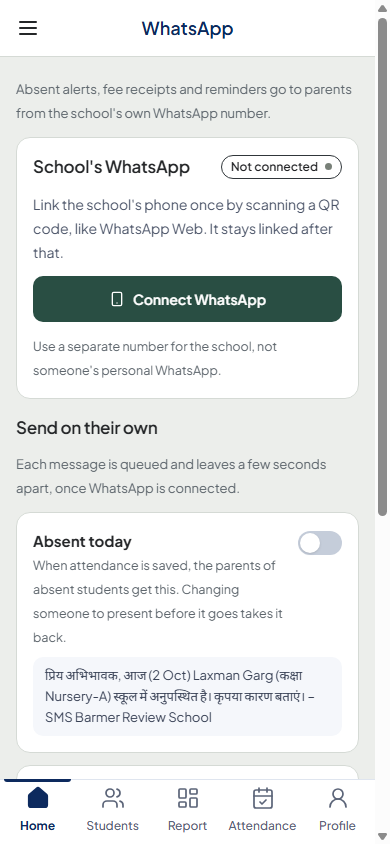 WhatsApp
Absent alerts, fee receipts and reminders go to parents
from the school's own WhatsApp number.
School's WhatsApp
Not connected
Link the school's phone once by scanning a QR
code, like WhatsApp Web. It stays linked after
that.
Connect WhatsApp
Use a separate number for the school, not
someone's personal WhatsApp.
Send on their own
Each message is queued and leaves a few seconds
apart, once WhatsApp is connected.
Absent today
When attendance is saved, the parents of
absent students get this. Changing
someone to present before it goes takes it
back.
प्रिय अभिभावक, आज (2 Oct) Laxman Garg (कक्षा
Nursery-A) स्कूल में अनुपस्थित है। कृपया कारण बताएं। –
SMS Barmer Review School
Home
Students
Report
Attendance
Profile